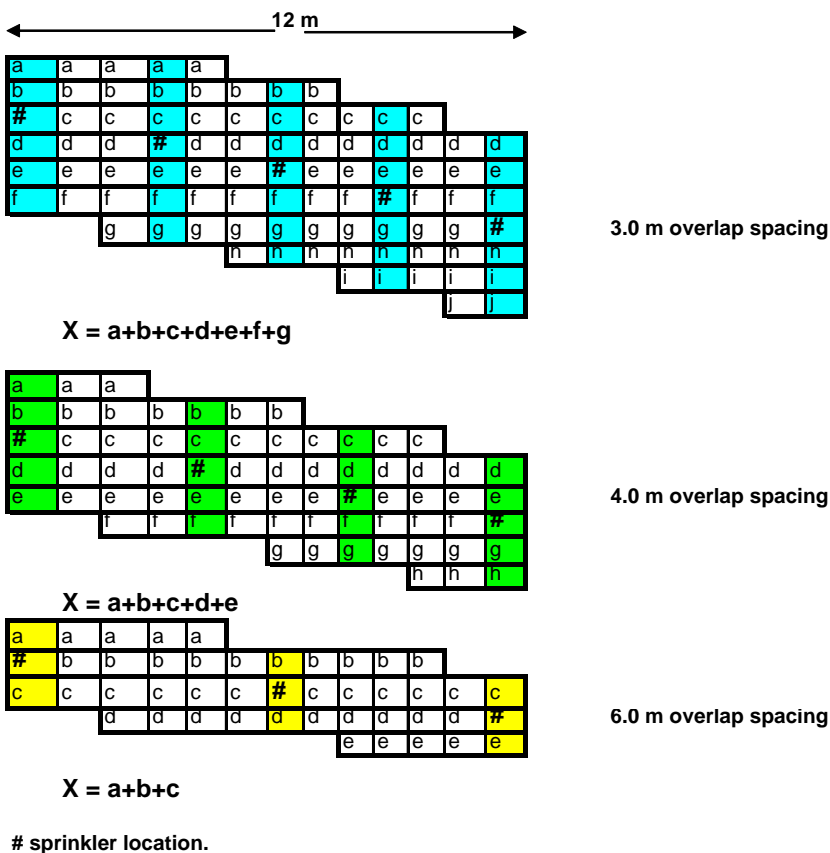 12 m
a a a a a
b b b b b b b b
# c c c c c c c c c c
d d d # d d d d d d d d d
e e e e e e # e e e e e e
f f f f f f f f f # f f f
g g g g g g g g g g #
3.0 m overlap spacing
h h h h h h h h
i i i i i
j j
X = a+b+c+d+e+f+g
a a a
b b b b b b b
# c c c c c c c c c c
d d d d # d d d d d d d d
e e e e e e e e # e e e e
4.0 m overlap spacing
f f f f f f f f f f #
g g g g g g g
h h h
X = a+b+c+d+e
a a a a a
# b b b b b b b b b b
c c c c c c # c c c c c c
d d d d d d d d d d #
6.0 m overlap spacing
e e e e e
X = a+b+c
# sprinkler location.